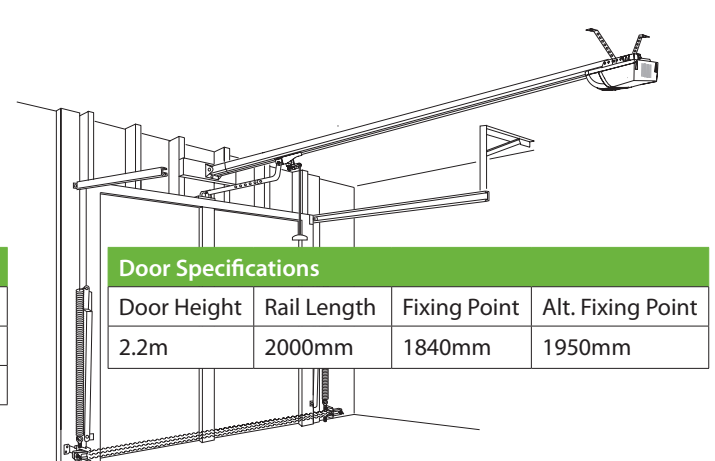 Door Specifications
Door Height Rail Length Fixing Point Alt. Fixing Point
2.2m 2000mm 1840mm 1950mm